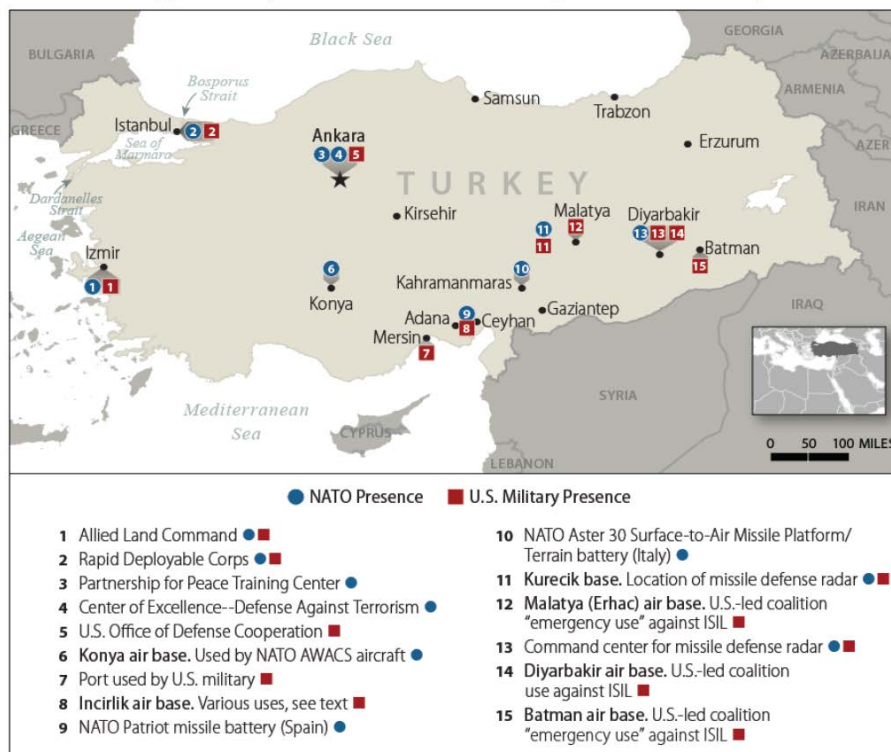 BULGARIA
Black Sea
GEORGIA
AZERBAIJA
ARMENIA
Bosporus
Strait
Samsun
Trabzon
GREECE
Istanbul
2 2
Sea of
Marmara
Ankara
3 4 5
Erzurum
AZER
Dardanelles
Strait
TURKEY
IRAN
Aegean
Sea
Kirsehir
Malatya
12
11
11
Diyarbakir
13 13 14
Batman
15
Izmir
1 1
6
Konya
10
Kahramanmaras
9
Adana
8
Ceyhan
Gaziantep
Mersin
7
IRAQ
Mediterranean
Sea
SYRIA
CYPRUS
LEBANON
0 50 100 MILES
NATO Presence U.S. Military Presence
1 Allied Land Command
2 Rapid Deployable Corps
3 Partnership for Peace Training Center
4 Center of Excellence--Defense Against Terrorism
5 U.S. Office of Defense Cooperation
6 Konya air base. Used by NATO AWACS aircraft
7 Port used by U.S. military
8 Incirlik air base. Various uses, see text
9 NATO Patriot missile battery (Spain)
10 NATO Aster 30 Surface-to-Air Missile Platform/
Terrain battery (Italy)
11 Kurecik base. Location of missile defense radar
12 Malatya (Erhac) air base. U.S.-led coalition
"emergency use" against ISIL
13 Command center for missile defense radar
14 Diyarbakir air base. U.S.-led coalition
use against ISIL
15 Batman air base. U.S.-led coalition
"emergency use" against ISIL